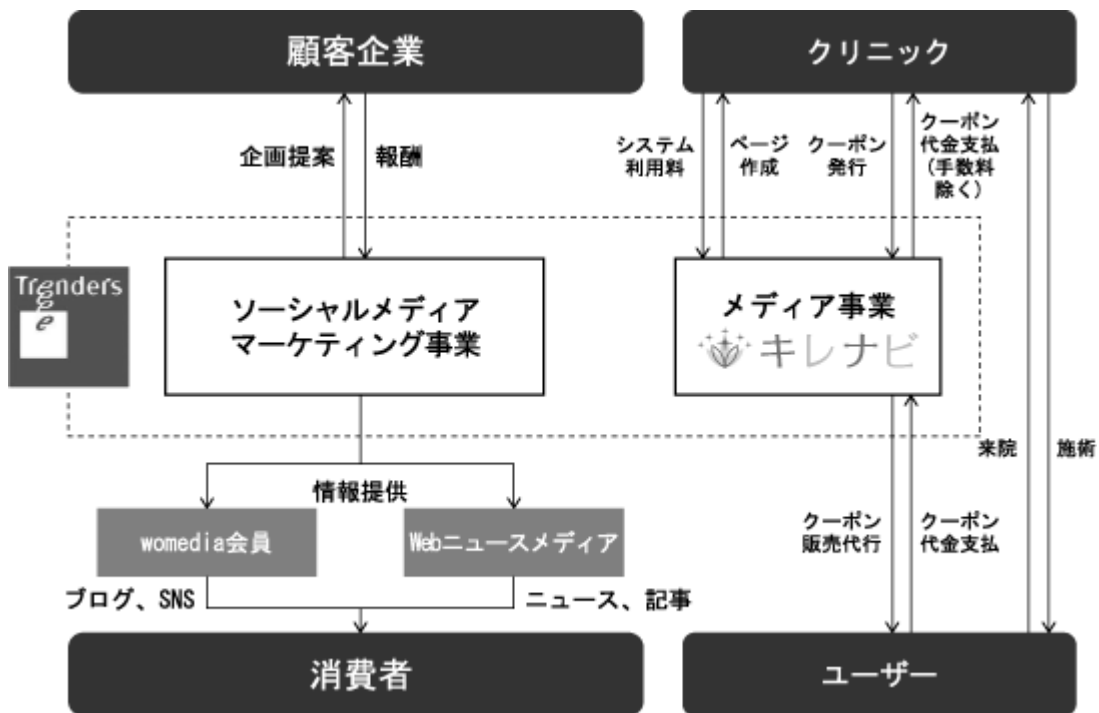 顧客企業
クリニック
企画提案
報酬
システム
利用料
ページ
作成
クーポン
発行
クーポン
代金支払
(手数料
除く)
Trenders
ソーシャルメディア
マーケティング事業
メディア事業
キレナビ
情報提供
womedia会員
Webニュースメディア
ブログ、SNS
ニュース、記事
クーポン
販売代行
クーポン
代金支払
来院
施術
消費者
ユーザー